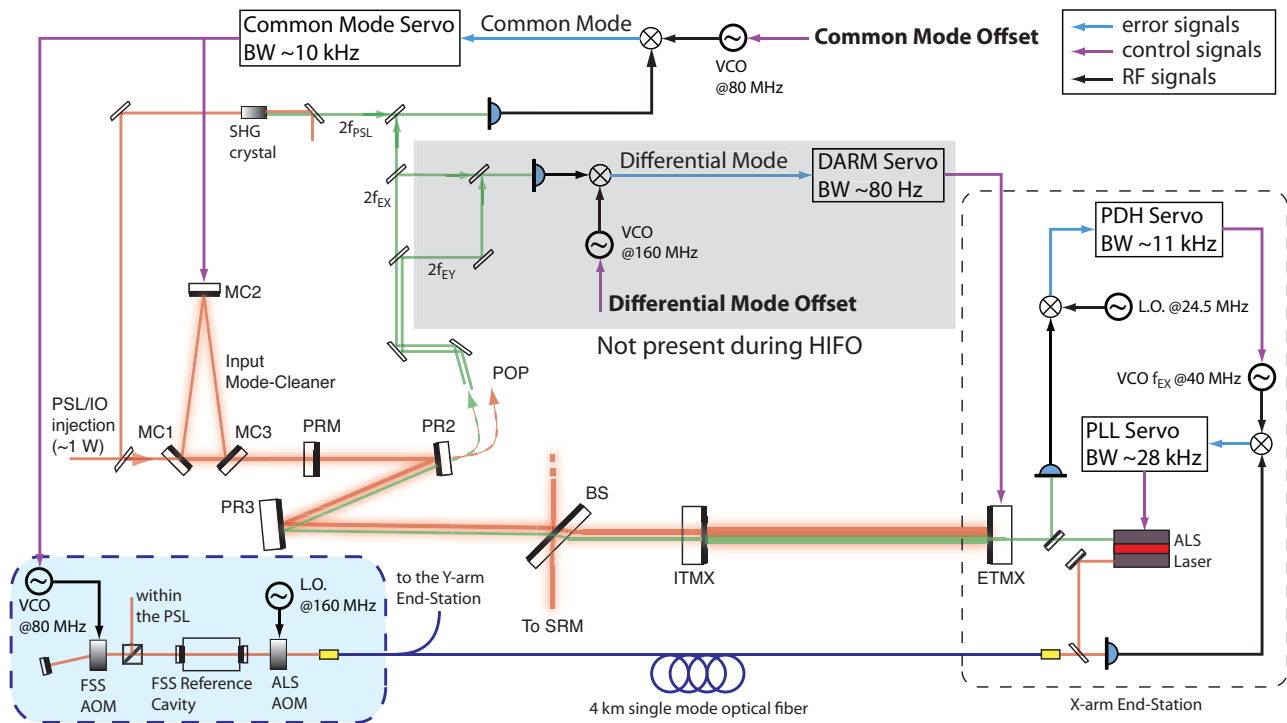 Common Mode Servo
BW ~10 kHz
Common Mode
VCO
@80 MHz
Common Mode Offset
error signals
control signals
RF signals
SHG
crystal
2fPSL
2fEX
2fEY
Differential Mode
DARM Servo
BW ~80 Hz
VCO
@160 MHz
Differential Mode Offset
Not present during HIFO
PDH Servo
BW ~11 kHz
L.O. @24.5 MHz
VCO fEX @40 MHz
PLL Servo
BW ~28 kHz
ALS
Laser
MC2
Input
Mode-Cleaner
PSL/IO
injection
(~1 W)
MC1
MC3
PRM
PR2
POP
PR3
BS
ITMX
ETMX
To SRM
VCO
@80 MHz
within
the PSL
L.O.
@160 MHz
FSS
AOM
FSS Reference
Cavity
ALS
AOM
to the Y-arm
End-Station
4 km single mode optical fiber
X-arm End-Station